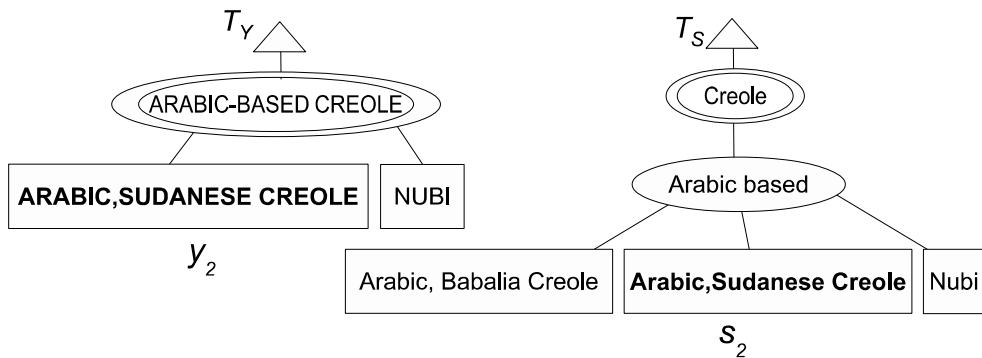 T_Y
ARABIC-BASED CREOLE
ARABIC,SUDANESE CREOLE
NUBI
y_2
T_S
Creole
Arabic based
Arabic, Babalia Creole
Arabic,Sudanese Creole
Nubi
s_2